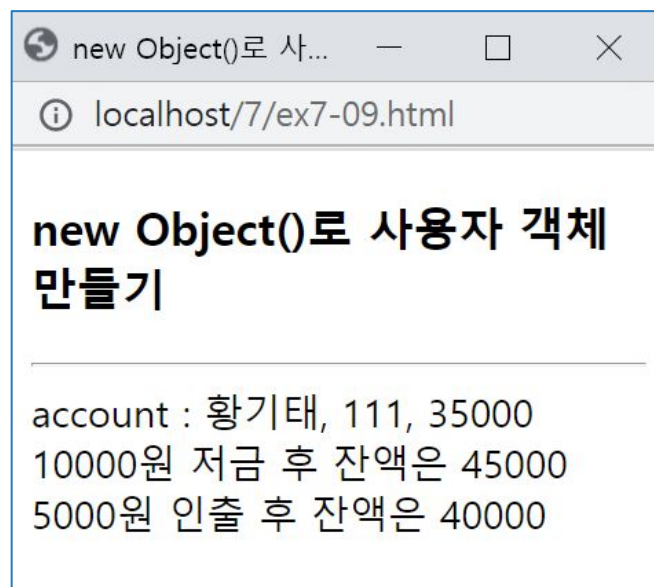 new Object()로 사...
localhost/7/ex7-09.html
new Object()로 사용자 객체
만들기
account : 황기태, 111, 35000
10000원 저금 후 잔액은 45000
5000원 인출 후 잔액은 40000